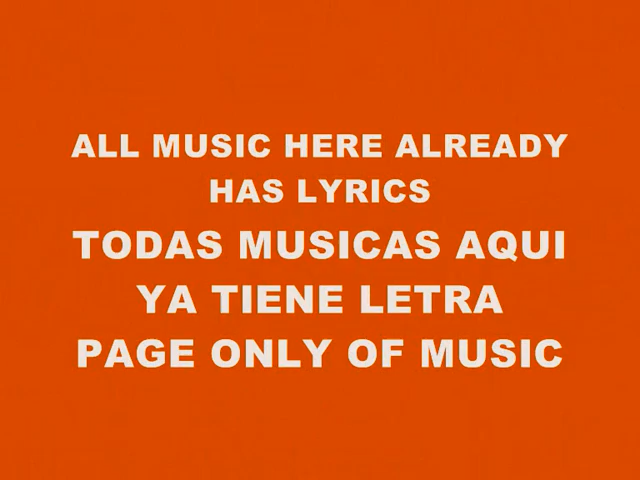 ALL MUSIC HERE ALREADY
HAS LYRICS
TODAS MUSICAS AQUI
YA TIENE LETRA
PAGE ONLY OF MUSIC